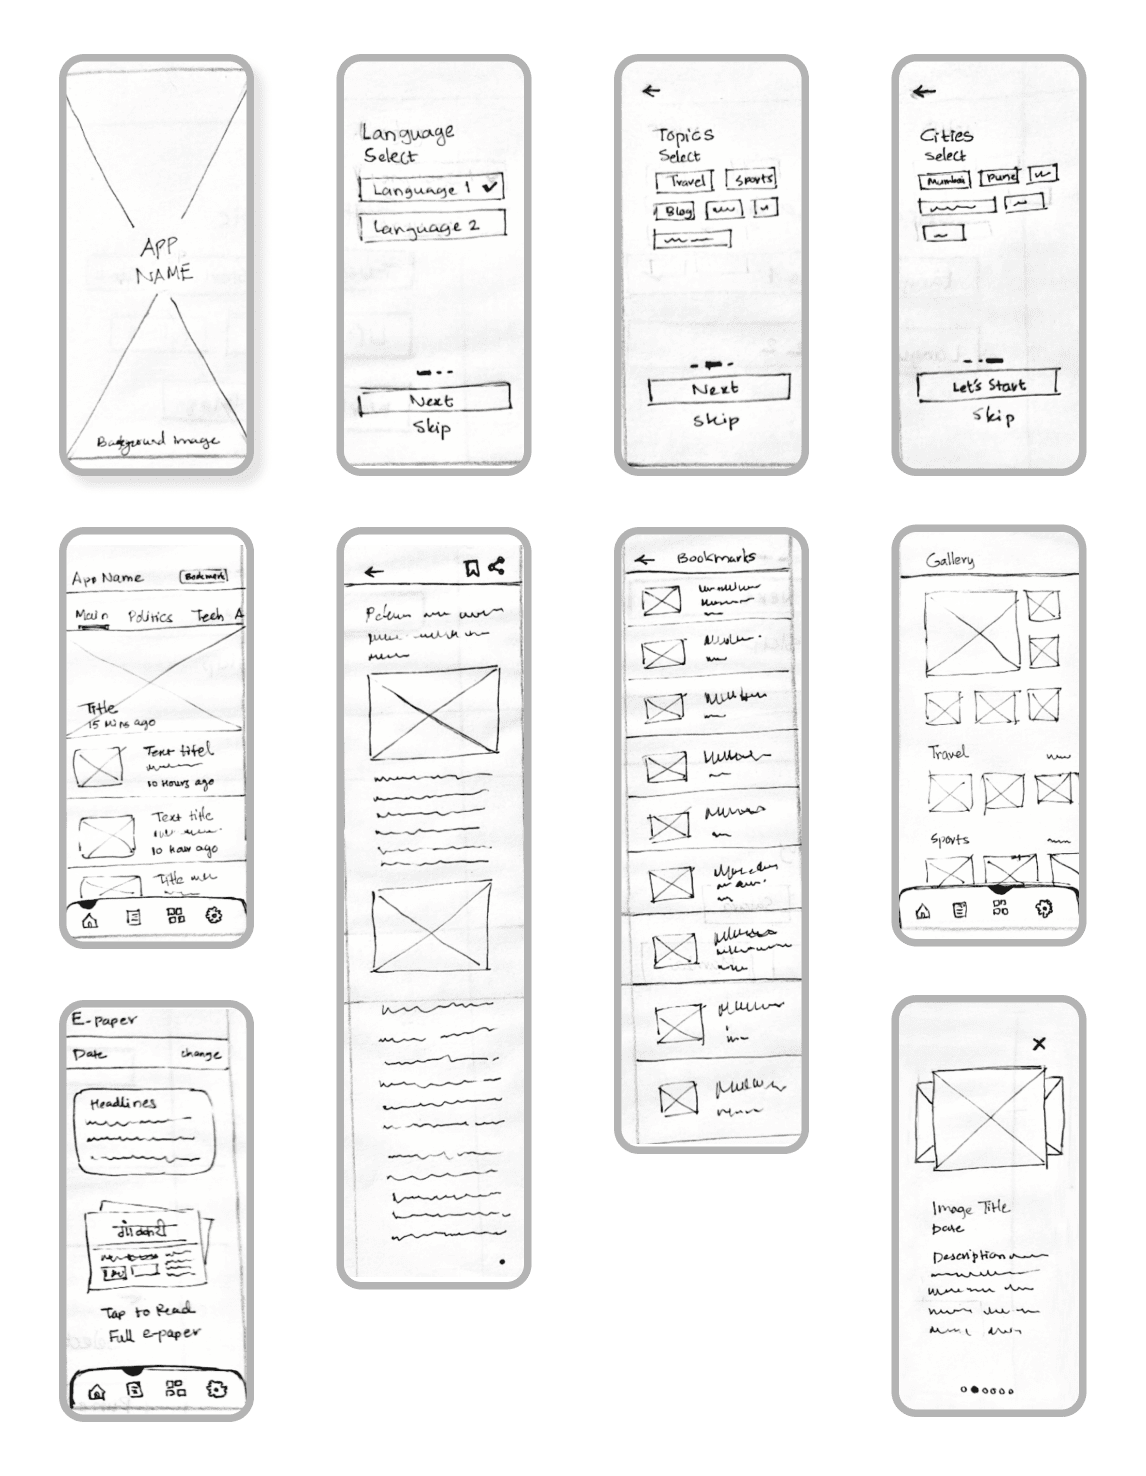 APP
NAME
Background Image
Language
Select
Language 1
Language 2
Next
Skip
Topics
Select
Travel
Sports
Blog
Next
Skip
Cities
Select
Mumbai
Pune
Let's Start
Skip
App Name
Bookmark
Main
Politics
Tech A
Title
15 Mins ago
Text titel
10 Hours ago
Text title
10 hour ago
Title
Bookmarks
Gallery
Travel
Sports
E-paper
Date
change
Headlines
Tap to Read
Full e-paper
Image Title
Date
Description